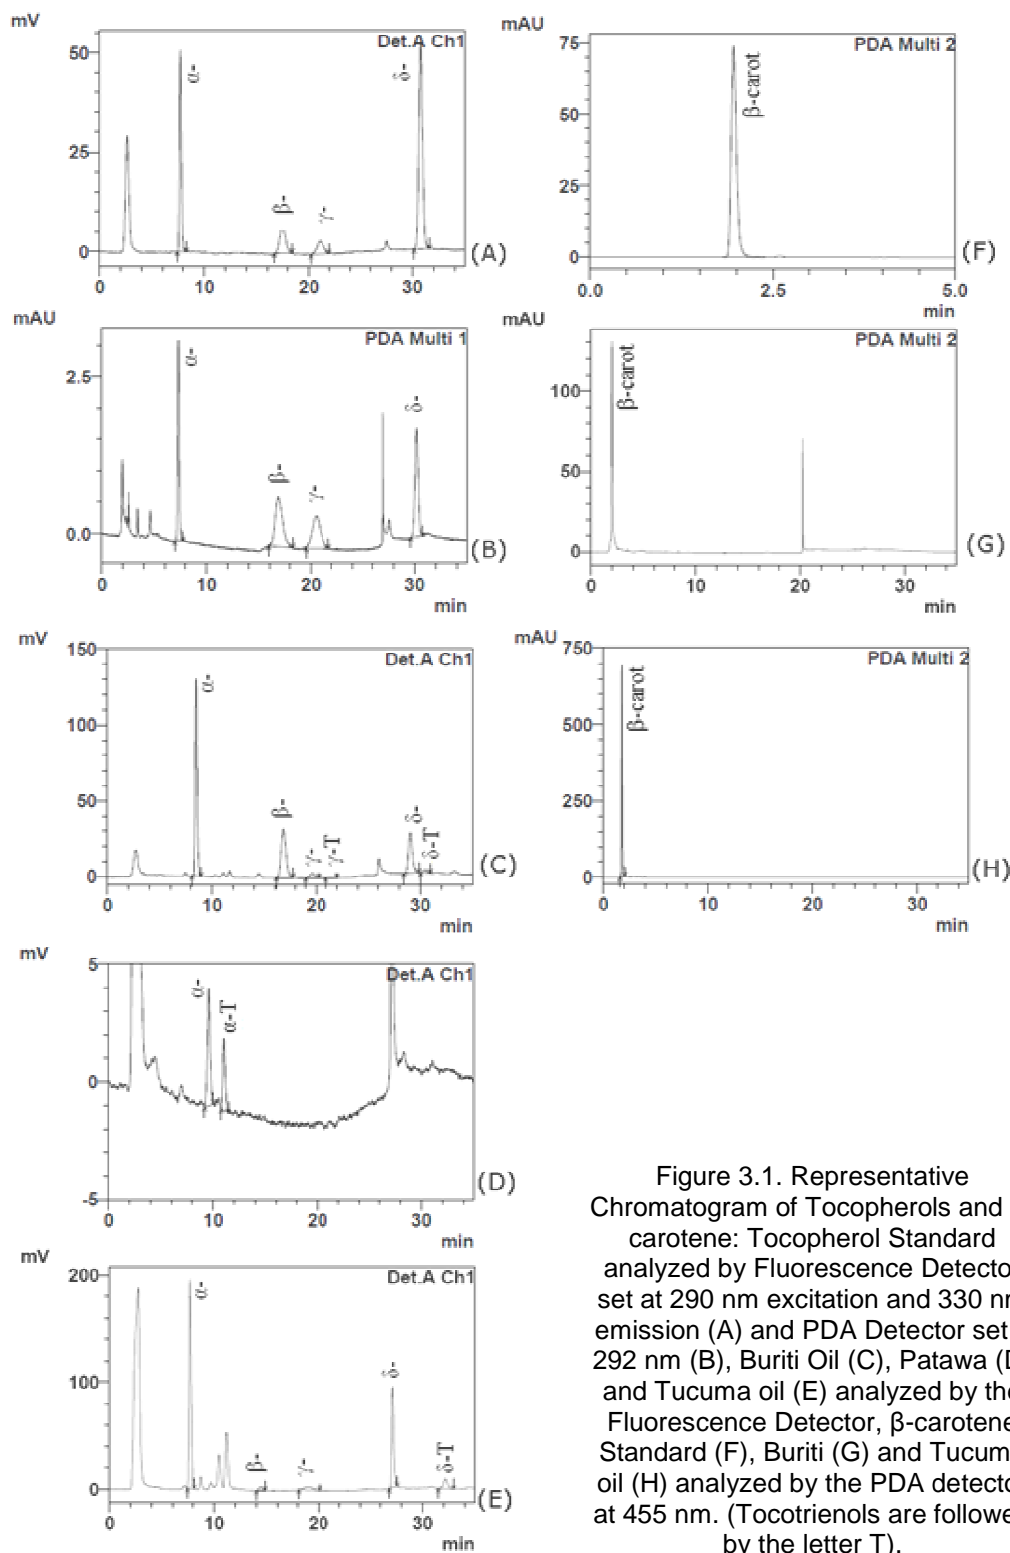 mV
Det.A Ch1
50
25
0
α-
β-
γ-
δ-
(A)
0 10 20 30
mAU
PDA Multi 2
75
50
25
0
β-carot
(F)
0.0 2.5 5.0
min
mAU
PDA Multi 1
2.5
0.0
α-
β-
γ-
δ-
(B)
0 10 20 30
min
mAU
PDA Multi 2
100
50
0
β-carot
(G)
0 10 20 30
min
mV
Det.A Ch1
150
100
50
0
α-
β-
γ-
γ-T
δ-
δ-T
(C)
0 10 20 30
min
mAU
PDA Multi 2
750
500
250
0
β-carot
(H)
0 10 20 30
min
mV
Det.A Ch1
5
0
-5
α-
α-T
(D)
0 10 20 30
min
mV
Det.A Ch1
200
100
0
α-
β-
γ-
δ-
δ-T
(E)
0 10 20 30
min
Figure 3.1. Representative
Chromatogram of Tocopherols and
carotene: Tocopherol Standard
analyzed by Fluorescence Detecto
set at 290 nm excitation and 330 nm
emission (A) and PDA Detector set
292 nm (B), Buriti Oil (C), Patawa (D
and Tucuma oil (E) analyzed by the
Fluorescence Detector, β-carotene
Standard (F), Buriti (G) and Tucum
oil (H) analyzed by the PDA detecto
at 455 nm. (Tocotrienols are followe
by the letter T).